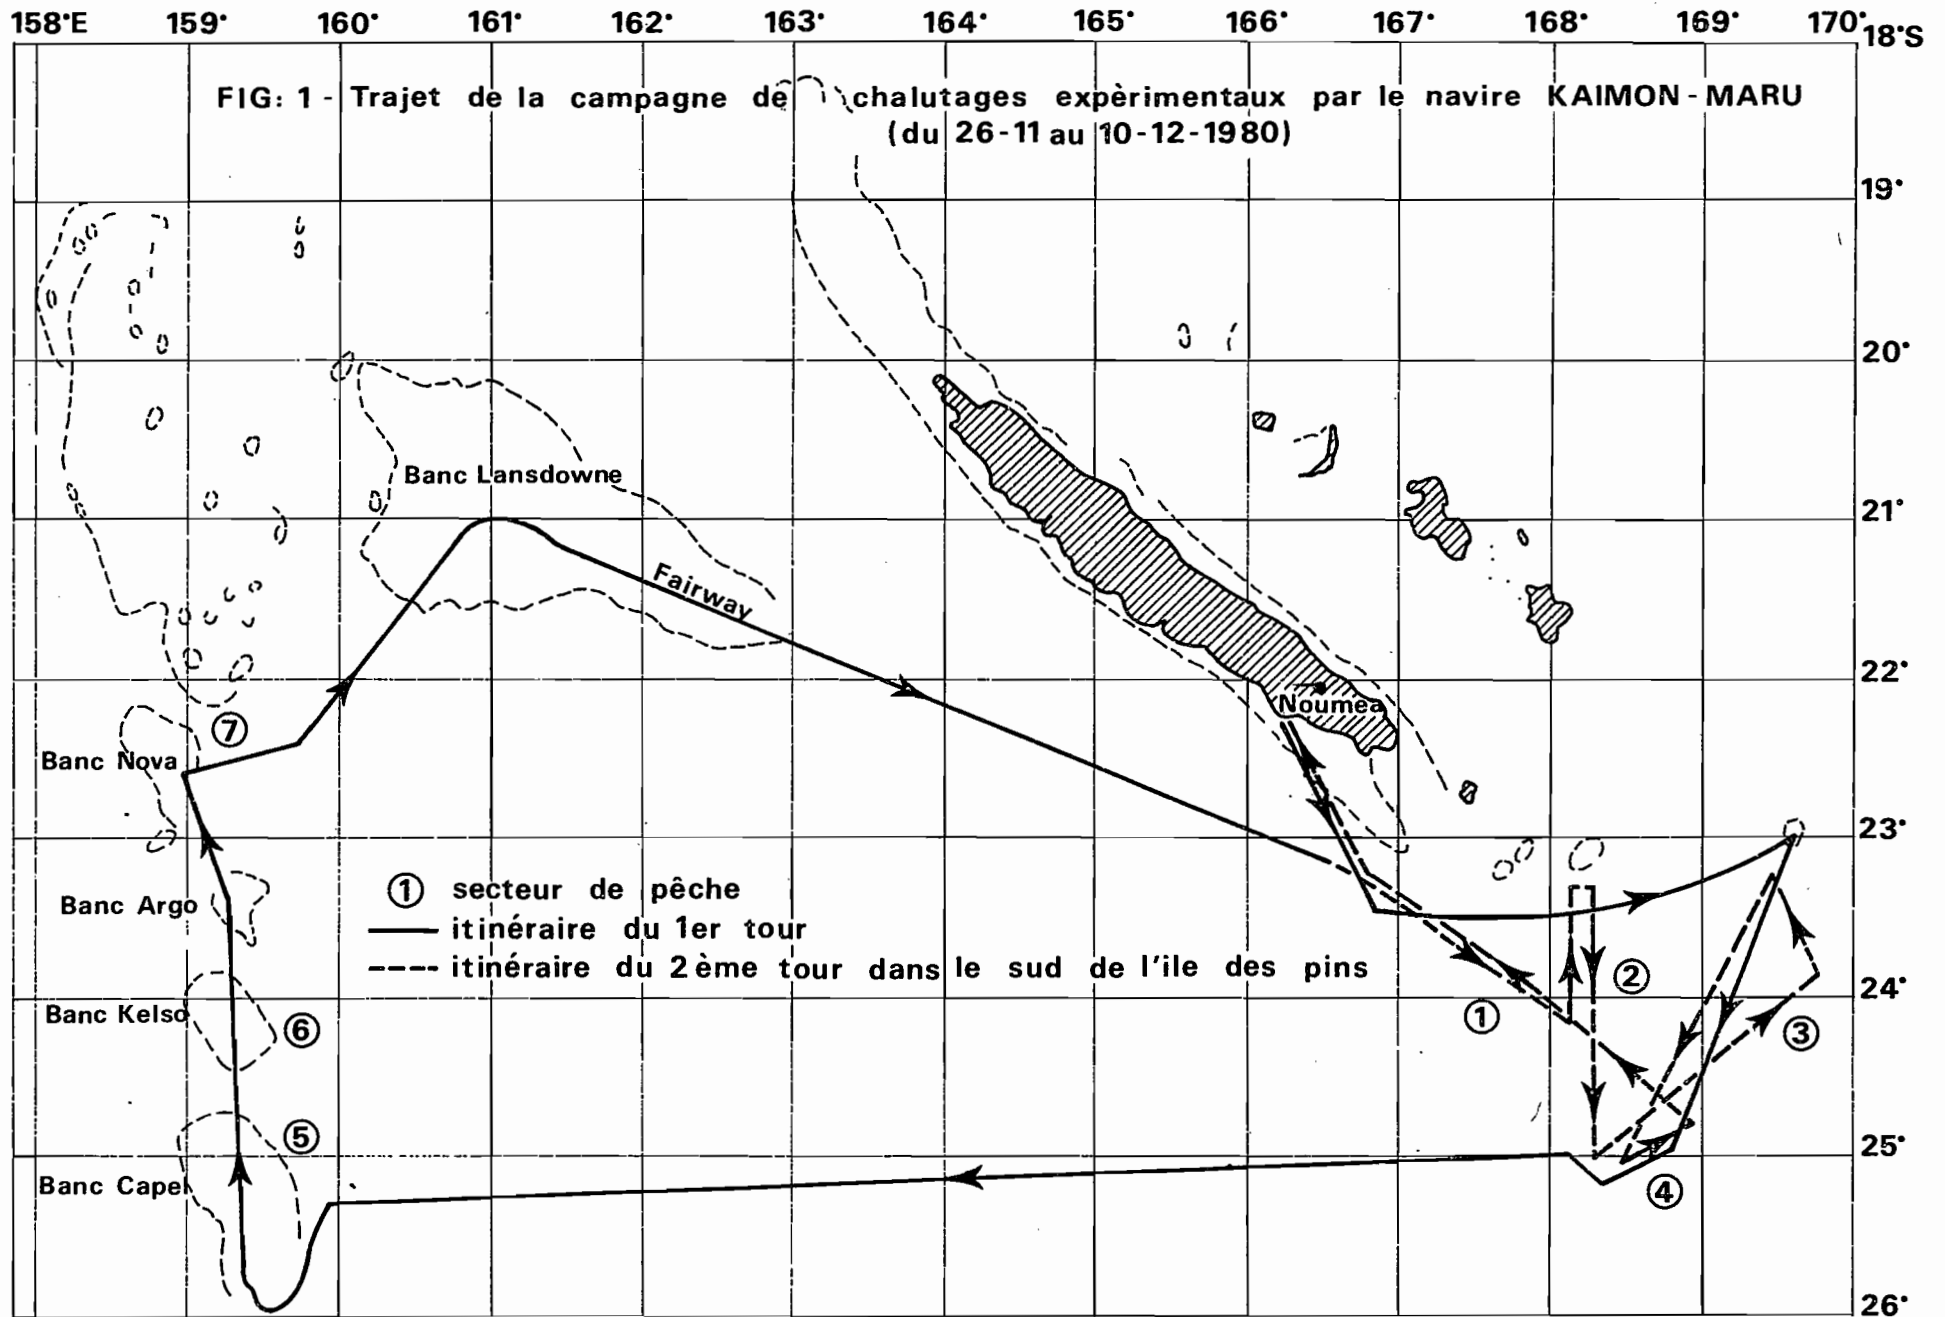 158°E 159° 160° 161° 162° 163° 164° 165° 166° 167° 168° 169° 170°
18°S
FIG: 1 - Trajet de la campagne de chalutages expèrimentaux par le navire KAIMON - MARU
(du 26-11 au 10-12-1980)
19°
20°
Banc Lansdowne
21°
Fairway
22°
Noumea
⑦
Banc Nova
23°
① secteur de pêche
Banc Argo
itinéraire du 1er tour
itinéraire du 2ème tour dans le sud de l'ile des pins
②
24°
Banc Kelso
①
⑥
③
⑤
25°
Banc Capel
④
26°